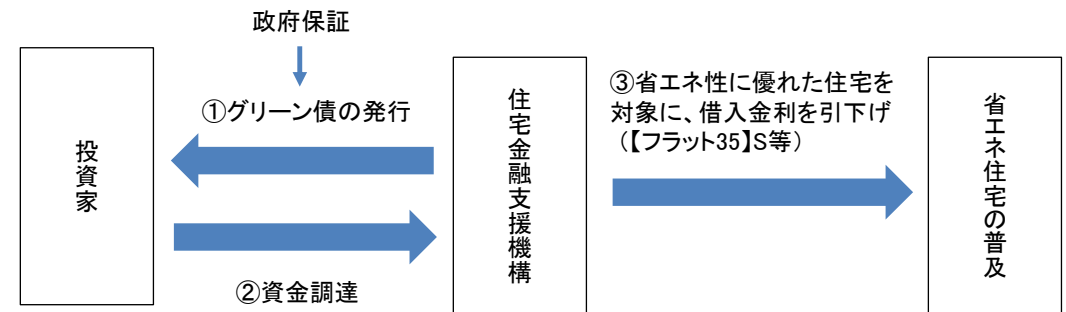 政府保証
①グリーン債の発行
投資家
②資金調達
住宅金融支援機構
③省エネ性に優れた住宅を
対象に、借入金利を引下げ
（【フラット35】S等）
省エネ住宅の普及